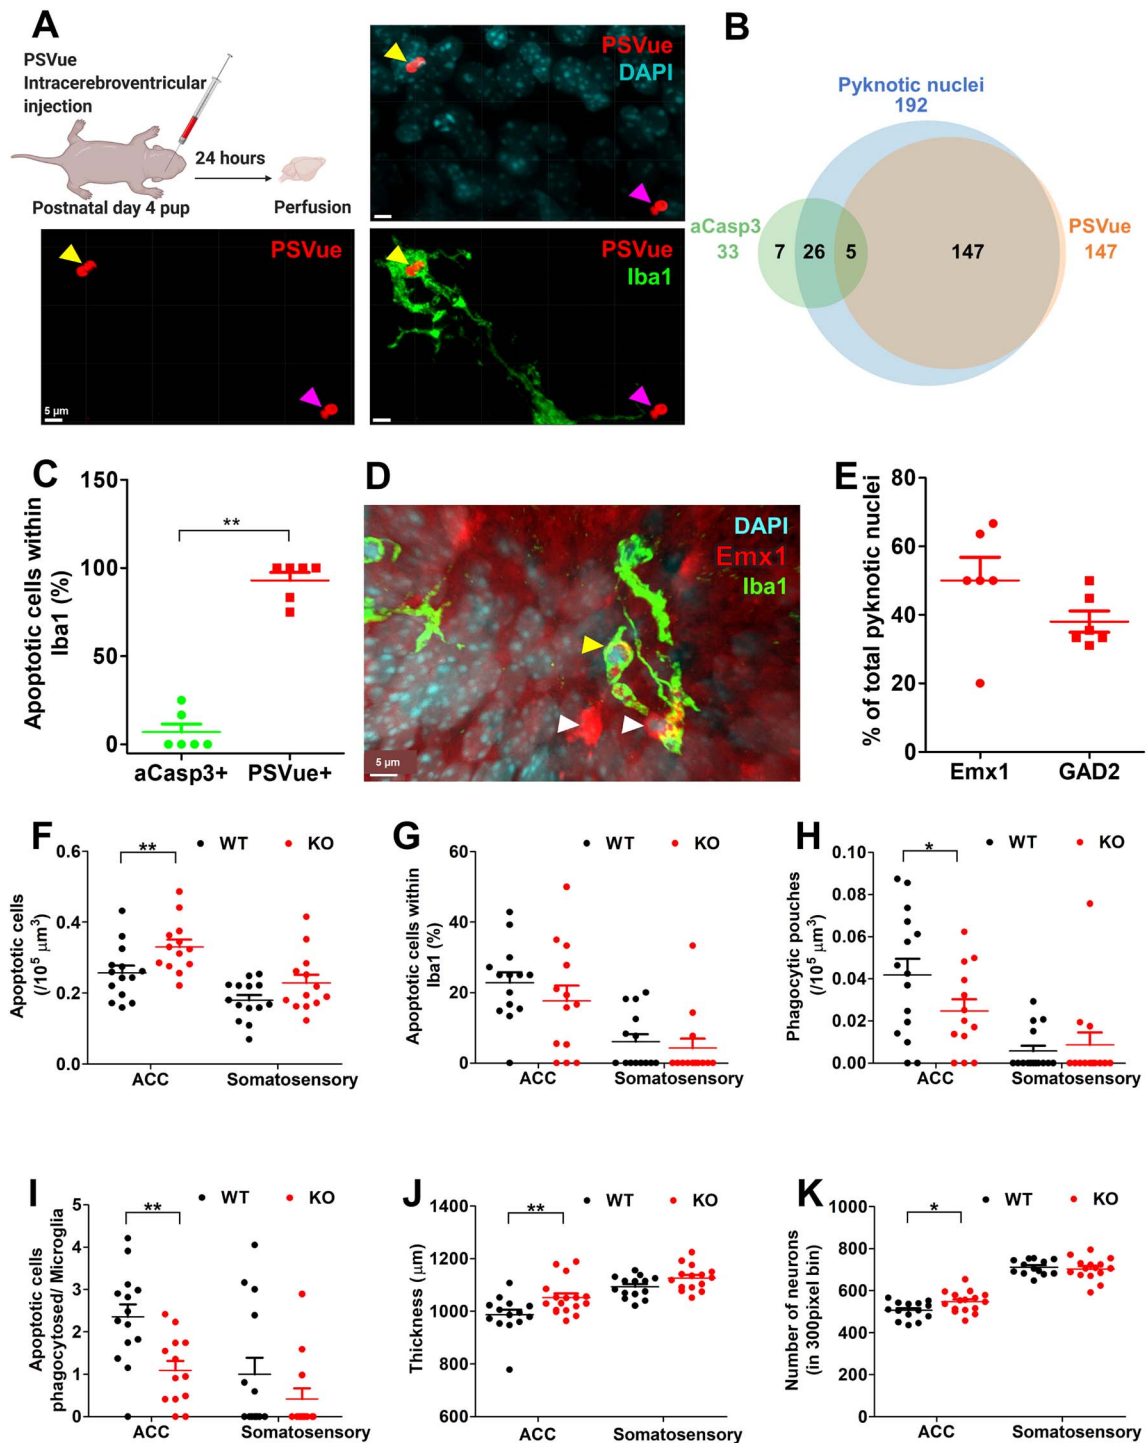 A
PSVue
Intracerebroventricular
injection
24 hours
Postnatal day 4 pup
Perfusion
PSVue
DAPI
PSVue
5 μm
PSVue
Iba1
B
Pyknotic nuclei
192
aCasp3
33
7
26
5
147
PSVue
147
C
Apoptotic cells within
Iba1 (%)
150
100
50
0
**
aCasp3+
PSVue+
D
DAPI
Emx1
Iba1
5 μm
E
% of total pyknotic nuclei
80
60
40
20
0
Emx1
GAD2
F
WT
KO
**
Apoptotic cells
(/10⁵ μm³)
0.6
0.4
0.2
0.0
ACC
Somatosensory
G
WT
KO
Apoptotic cells within
Iba1 (%)
60
40
20
0
ACC
Somatosensory
H
WT
KO
*
Phagocytic pouches
(/10⁵ μm³)
0.10
0.08
0.06
0.04
0.02
0.00
ACC
Somatosensory
I
WT
KO
**
Apoptotic cells
phagocytosed/ Microglia
5
4
3
2
1
0
ACC
Somatosensory
J
WT
KO
**
Thickness (μm)
1400
1200
1000
800
600
ACC
Somatosensory
K
WT
KO
*
Number of neurons
(in 300pixel bin)
1000
800
600
400
200
0
ACC
Somatosensory